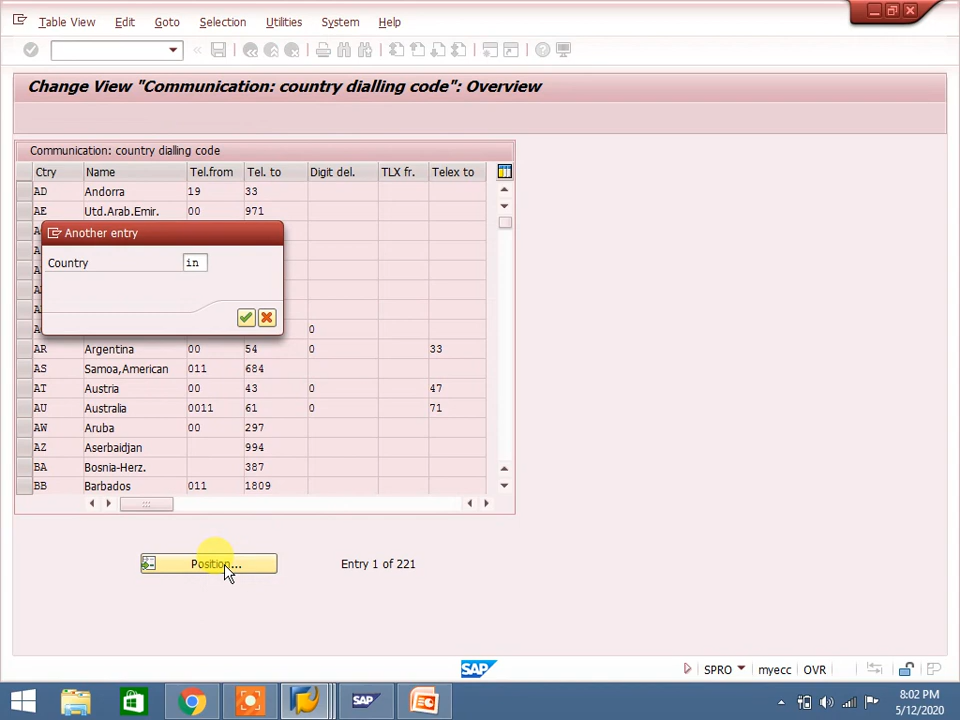 Table View Edit Goto Selection Utilities System Help
Change View "Communication: country dialling code": Overview
Communication: country dialling code
Ctry Name Tel.from Tel. to Digit del. TLX fr. Telex to
AD Andorra 19 33
AE Utd.Arab.Emir. 00 971
Another entry
Country in
0
AR Argentina 00 54 0 33
AS Samoa,American 011 684
AT Austria 00 43 0 47
AU Australia 0011 61 0 71
AW Aruba 00 297
AZ Aserbaidjan 994
BA Bosnia-Herz. 387
BB Barbados 011 1809
Position... Entry 1 of 221
SAP SPRO myecc OVR
SAP
8:02 PM
5/12/2020